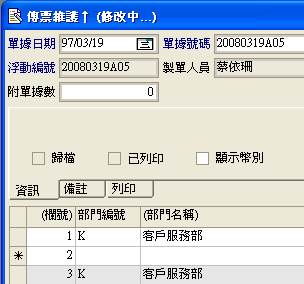 傳票維護↑ (修改中...)
單據日期 97/03/19 單據號碼 20080319A05
浮動編號 20080319A05 製單人員 蔡依珊
附單據數 0
歸檔 已列印 顯示幣別
資訊 備註 列印
(欄號) 部門編號 (部門名稱)
1 K 客戶服務部
* 2
3 K 客戶服務部